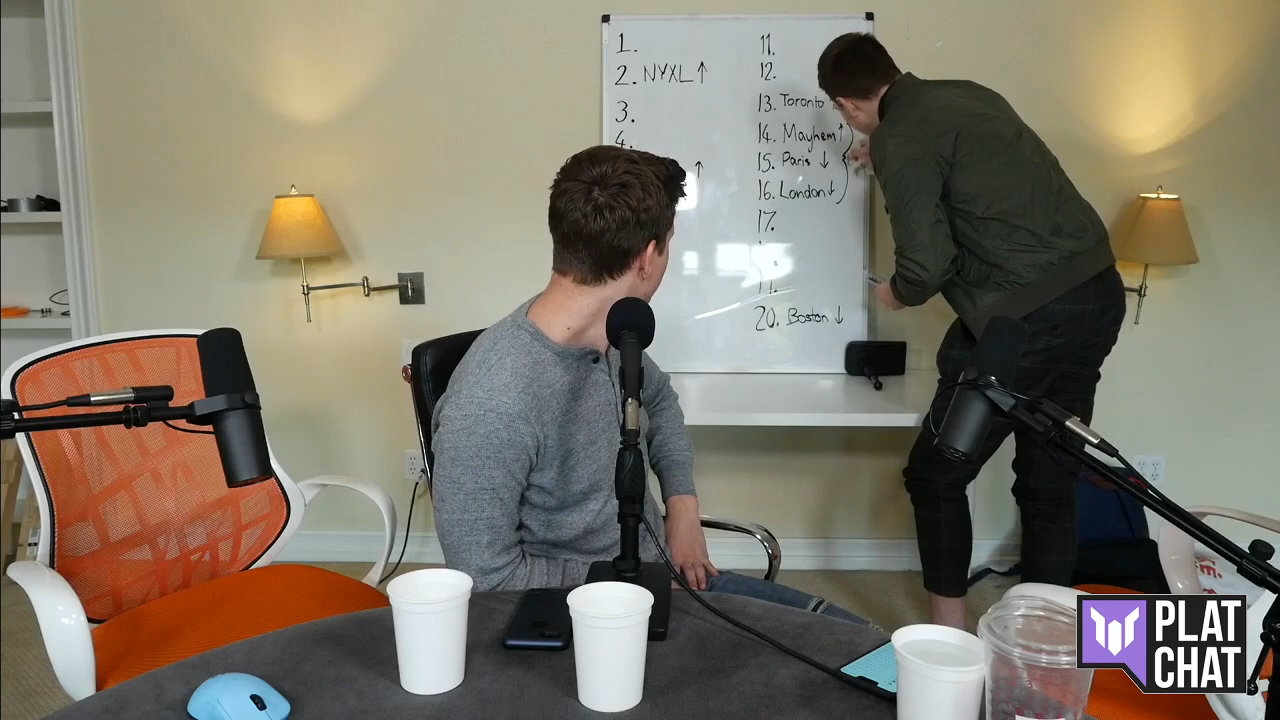 1.
2. NYXL ↑
3.
4.
↑
11.
12.
13. Toronto
14. Mayhem ↑
15. Paris ↓
16. London ↓
17.
20. Boston ↓
PLAT
CHAT